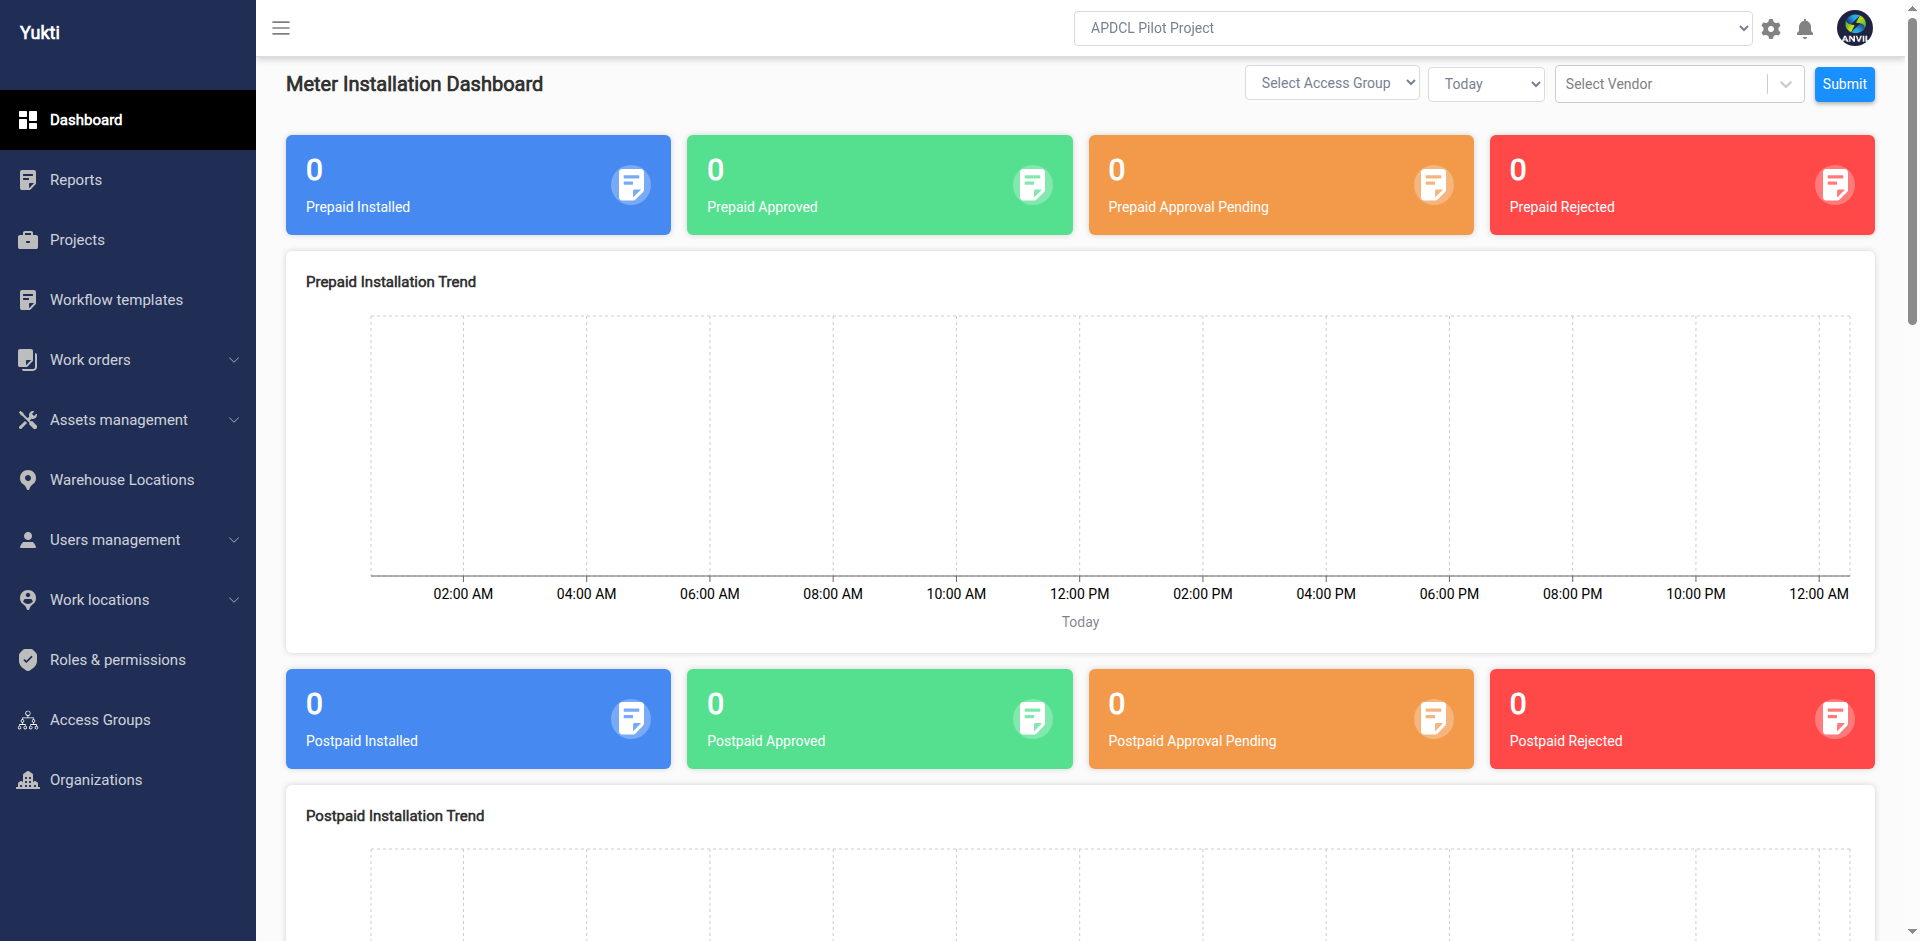 Yukti
APDCL Pilot Project
ANVIL
Dashboard
Reports
Projects
Workflow templates
Work orders
Assets management
Warehouse Locations
Users management
Work locations
Roles & permissions
Access Groups
Organizations
Meter Installation Dashboard
Select Access Group
Today
Select Vendor
Submit
0
Prepaid Installed
0
Prepaid Approved
0
Prepaid Approval Pending
0
Prepaid Rejected
Prepaid Installation Trend
02:00 AM 04:00 AM 06:00 AM 08:00 AM 10:00 AM 12:00 PM 02:00 PM 04:00 PM 06:00 PM 08:00 PM 10:00 PM 12:00 AM
Today
0
Postpaid Installed
0
Postpaid Approved
0
Postpaid Approval Pending
0
Postpaid Rejected
Postpaid Installation Trend